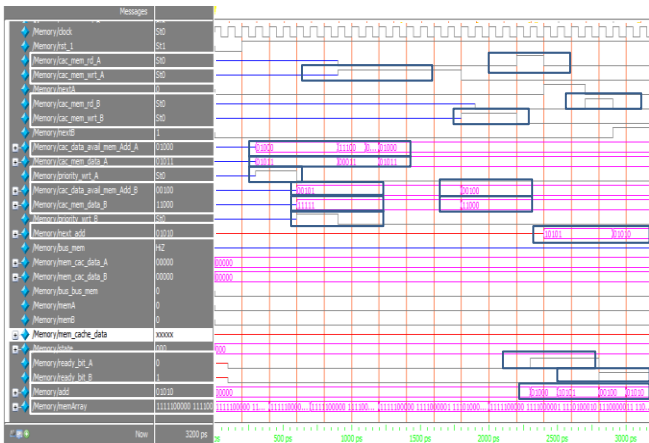 Messages
/Memory/clock St0
/Memory/rst_1 St1
/Memory/cac_mem_rd_A St0
/Memory/cac_mem_wrt_A St0
/Memory/nextA 0
/Memory/cac_mem_rd_B St0
/Memory/cac_mem_wrt_B St0
/Memory/nextB 1
/Memory/cac_data_avail_mem_Add_A 01000 01000 11100 0... 01000
/Memory/cac_mem_data_A 01011 01011 00011 01011
/Memory/priority_wrt_A St0
/Memory/cac_data_avail_mem_Add_B 00100 00101 00100
/Memory/cac_mem_data_B 11000 11111 11000
/Memory/priority_wrt_B St0
/Memory/next_add 01010 10101 01010
/Memory/bus_mem HiZ
/Memory/mem_cac_data_A 00000 00000
/Memory/mem_cac_data_B 00000 00000
/Memory/bus_bus_mem 0
/Memory/memA 0
/Memory/memB 0
/Memory/mem_cache_data xxxxx
/Memory/state 000 000
/Memory/ready_bit_A 0
/Memory/ready_bit_B 1
/Memory/add 01010 00000 01000 10101 00100 01010
/Memory/memArray
Now 3200 ps ps 500 ps 1000 ps 1500 ps 2000 ps 2500 ps 3000 ps